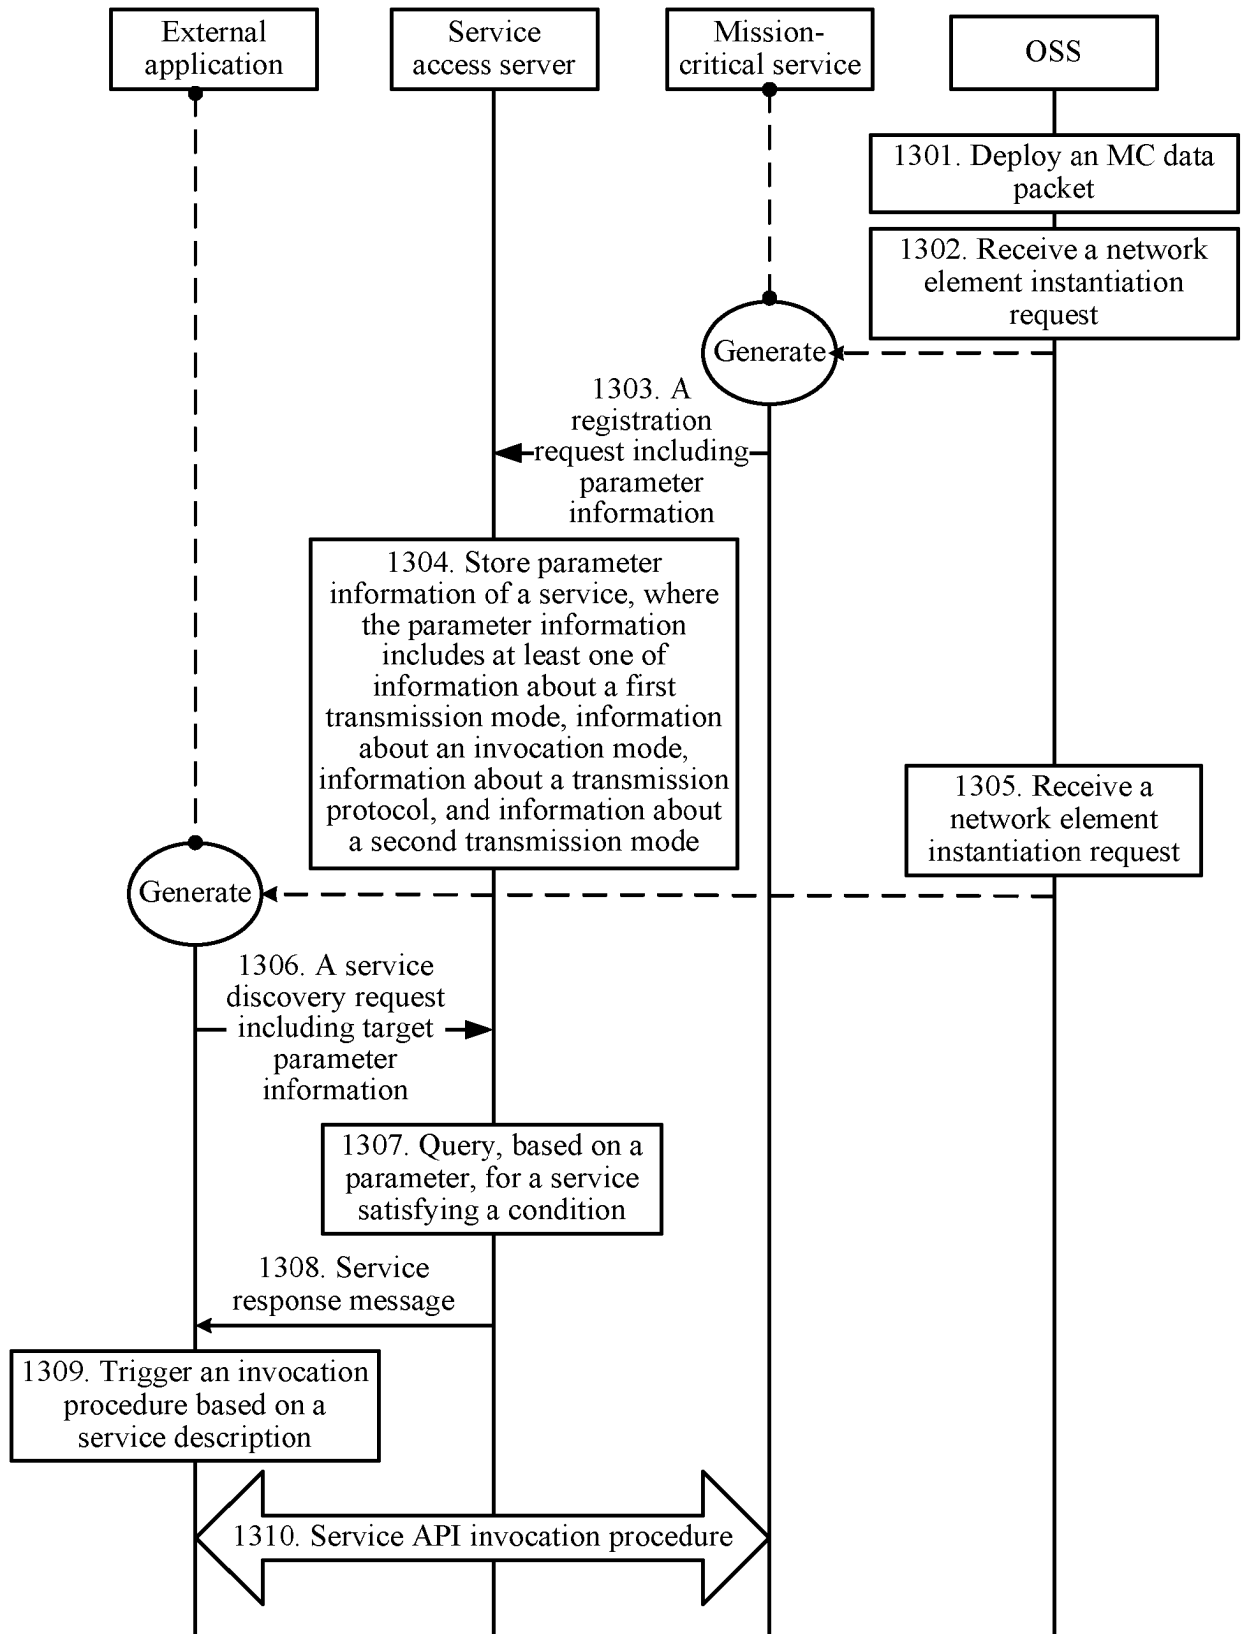 External
application
Service
access server
Mission-
critical service
OSS
1301. Deploy an MC data
packet
1302. Receive a network
element instantiation
request
Generate
1303. A
registration
request including
parameter
information
1304. Store parameter
information of a service, where
the parameter information
includes at least one of
information about a first
transmission mode, information
about an invocation mode,
information about a transmission
protocol, and information about
a second transmission mode
1305. Receive a
network element
instantiation request
Generate
1306. A service
discovery request
including target
parameter
information
1307. Query, based on a
parameter, for a service
satisfying a condition
1308. Service
response message
1309. Trigger an invocation
procedure based on a
service description
1310. Service API invocation procedure